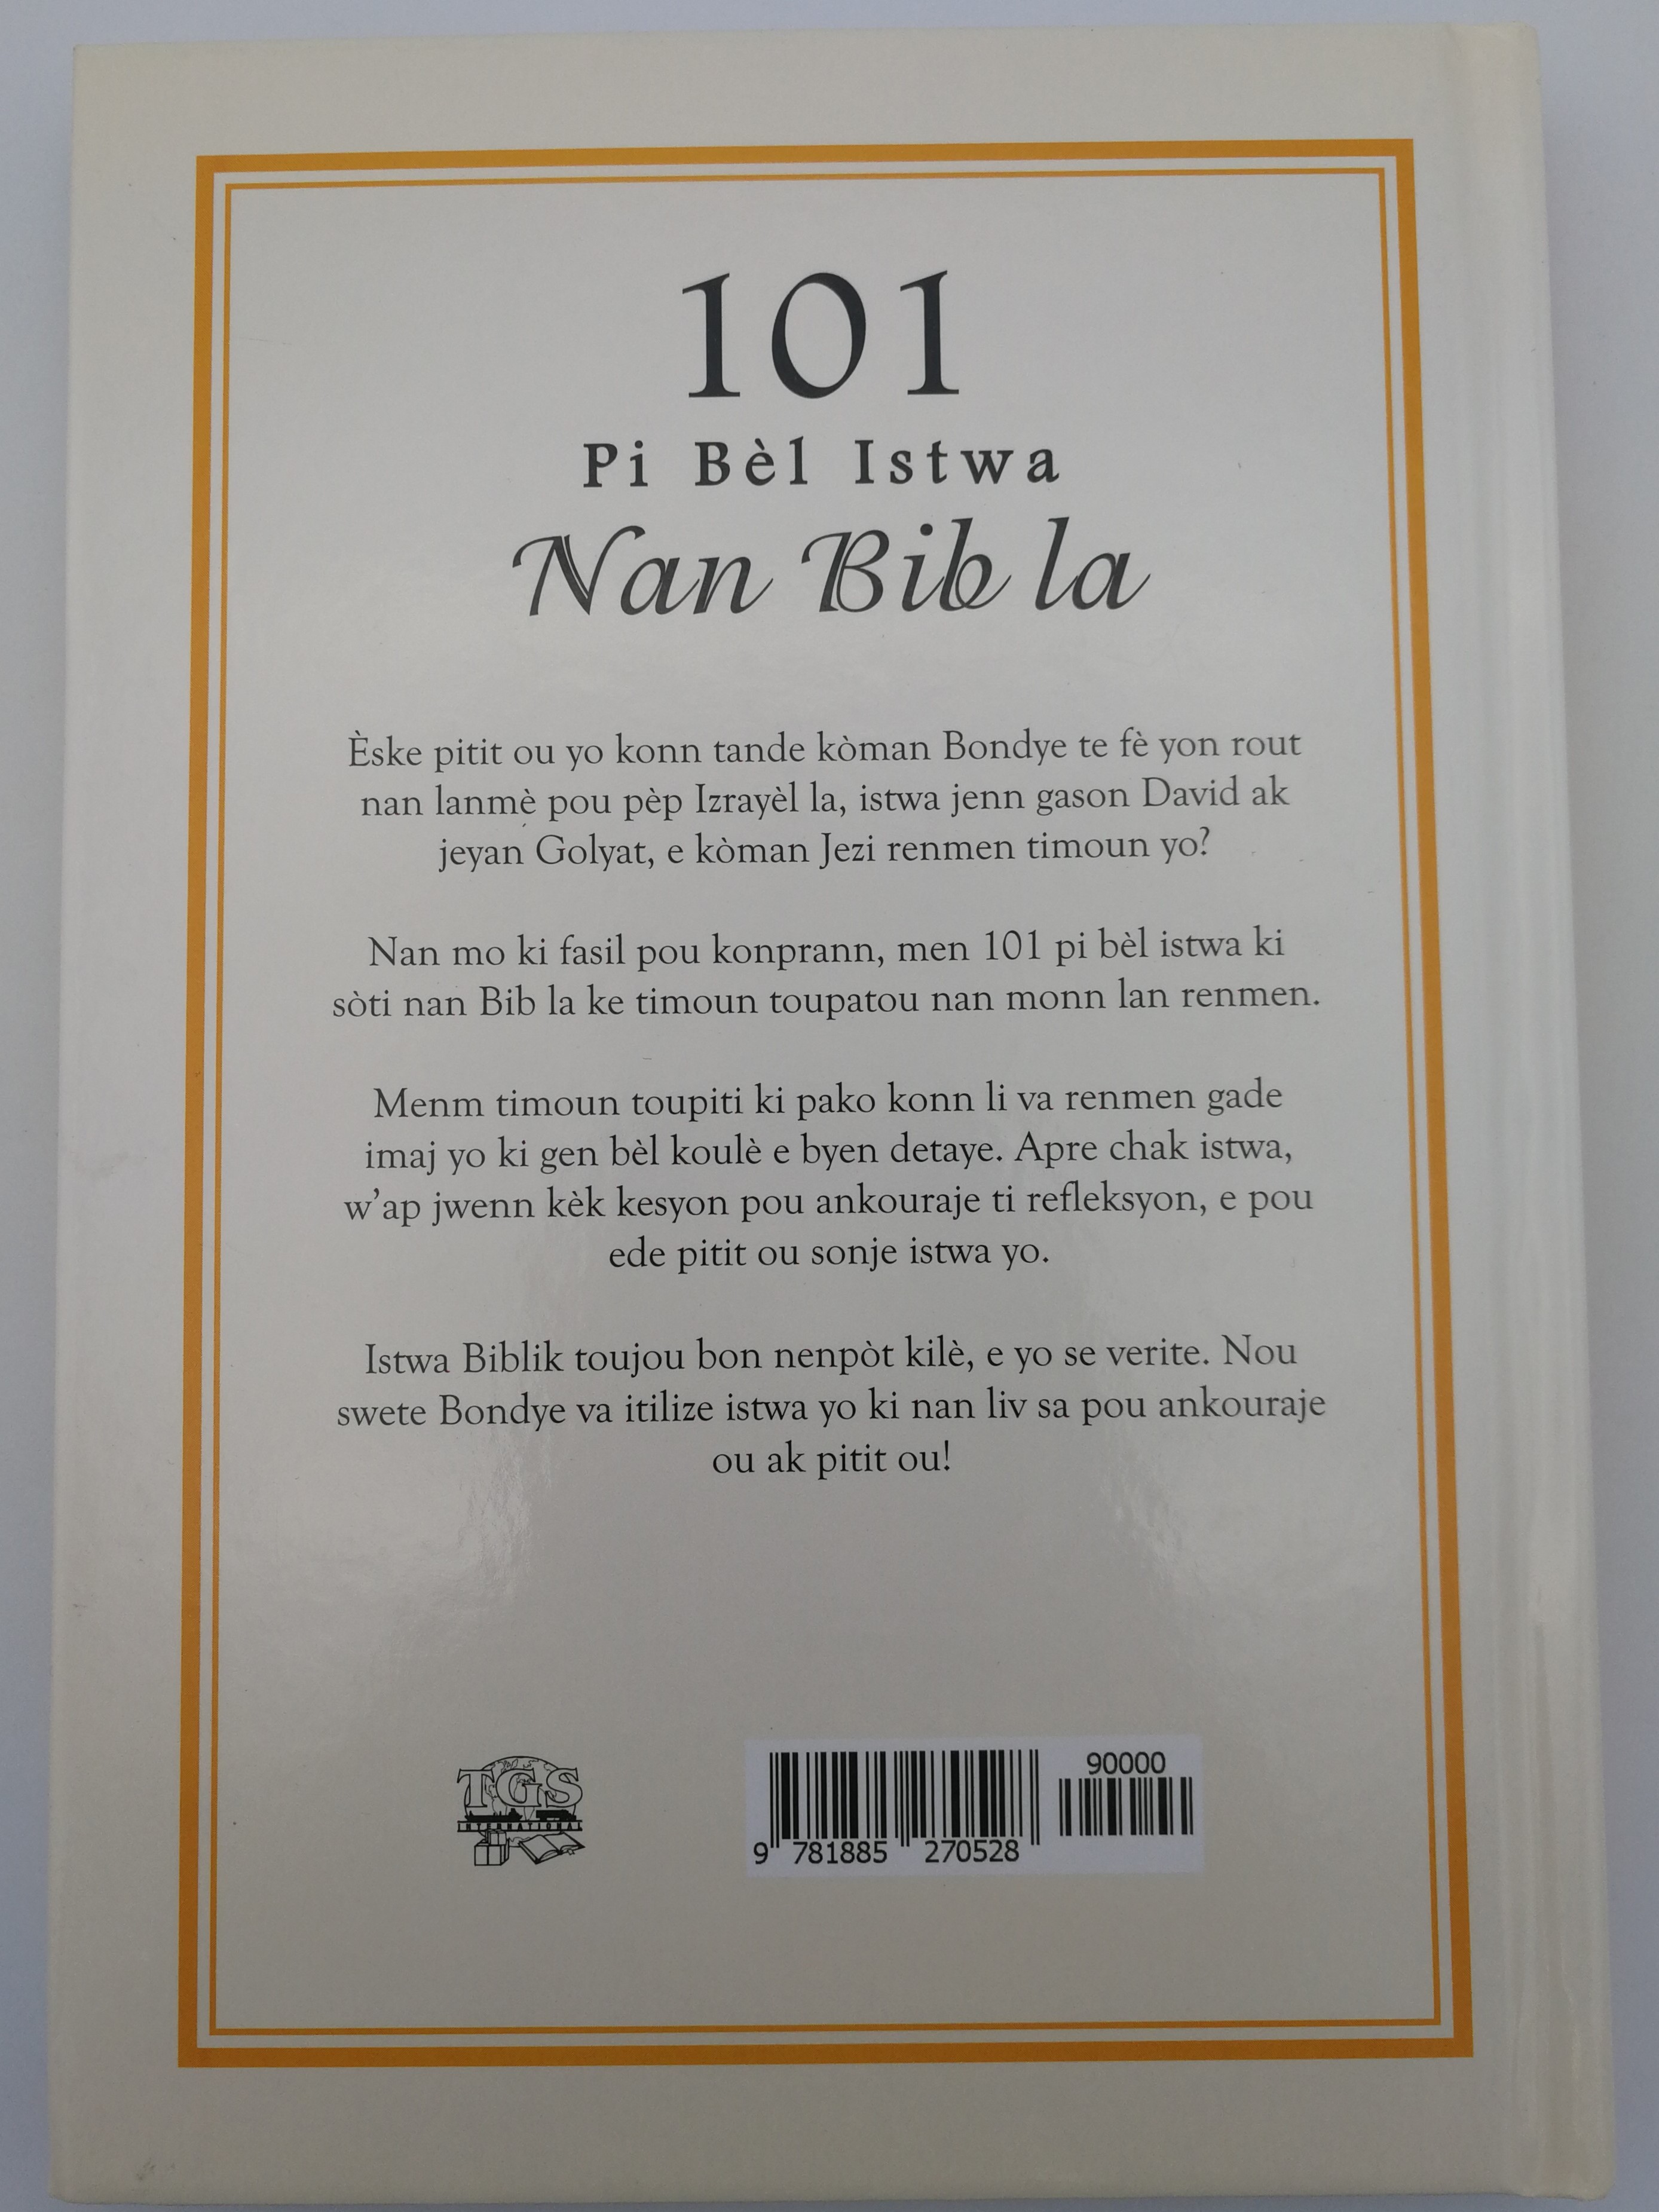 101
Pi Bèl Istwa
Nan Bib la
Èske pitit ou yo konn tande kòman Bondye te fè yon rout
nan lanmè pou pèp Izrayèl la, istwa jenn gason David ak
jeyan Golyat, e kòman Jezi renmen timoun yo?
Nan mo ki fasil pou konprann, men 101 pi bèl istwa ki
sòti nan Bib la ke timoun toupatou nan monn lan renmen.
Menm timoun toupiti ki pako konn li va renmen gade
imaj yo ki gen bèl koulè e byen detaye. Apre chak istwa,
w'ap jwenn kèk kesyon pou ankouraje ti refleksyon, e pou
ede pitit ou sonje istwa yo.
Istwa Biblik toujou bon nenpòt kilè, e yo se verite. Nou
swete Bondye va itilize istwa yo ki nan liv sa pou ankouraje
ou ak pitit ou!
TGS
INTERNATIONAL
90000
9 781885 270528